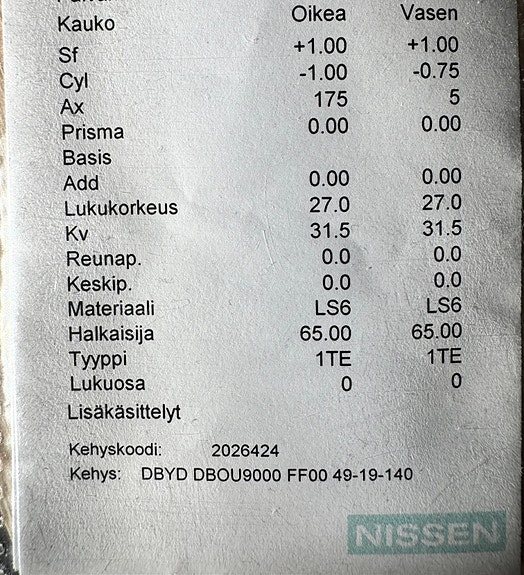 Kauko Oikea Vasen
Sf +1.00 +1.00
Cyl -1.00 -0.75
Ax 175 5
Prisma 0.00 0.00
Basis
Add 0.00 0.00
Lukukorkeus 27.0 27.0
Kv 31.5 31.5
Reunap. 0.0 0.0
Keskip. 0.0 0.0
Materiaali LS6 LS6
Halkaisija 65.00 65.00
Tyyppi 1TE 1TE
Lukuosa 0 0
Lisäkäsittelyt
Kehyskoodi: 2026424
Kehys: DBYD DBOU9000 FF00 49-19-140
NISSEN